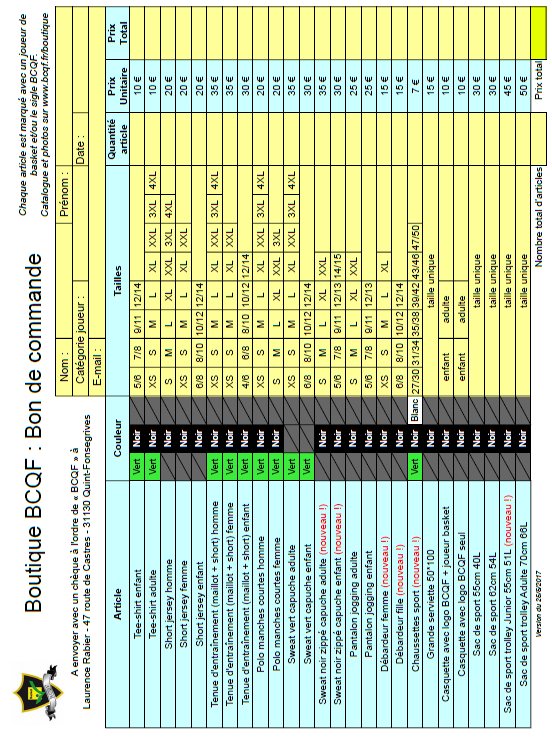 Boutique BCQF : Bon de commande
Chaque article est marqué avec un joueur de
basket et/ou le sigle BCQF.
Catalogue et photos sur www.bcqf.fr/boutique
A envoyer avec un chèque à l'ordre de « BCQF » à
Laurence Rabier - 47 route de Castres - 31130 Quint-Fonsegrives
Nom : Prénom :
Catégorie joueur : Date :
E-mail :
Article Couleur Tailles Quantité article Prix Unitaire Prix Total
Tee-shirt enfant Vert Noir 5/6 7/8 9/11 12/14 10 €
Tee-shirt adulte Vert Noir XS S M L XL XXL 3XL 4XL 10 €
Short jersey homme Noir S M L XL XXL 3XL 4XL 20 €
Short jersey femme Noir XS S M L XL XXL 20 €
Short jersey enfant Noir 6/8 8/10 10/12 12/14 20 €
Tenue d'entraînement (maillot + short) homme Vert Noir XS S M L XL XXL 3XL 4XL 35 €
Tenue d'entraînement (maillot + short) femme Vert Noir XS S M L XL XXL 35 €
Tenue d'entraînement (maillot + short) enfant Vert Noir 4/6 6/8 8/10 10/12 12/14 30 €
Polo manches courtes homme Vert Noir XS S M L XL XXL 3XL 4XL 20 €
Polo manches courtes femme Vert Noir S M L XL XXL 3XL 20 €
Sweat vert capuche adulte Vert XS S M L XL XXL 3XL 4XL 35 €
Sweat vert capuche enfant Vert 6/8 8/10 10/12 12/14 30 €
Sweat noir zippé capuche adulte (nouveau !) Noir XS S M L XL XXL 35 €
Sweat noir zippé capuche enfant (nouveau !) Noir 5/6 7/8 9/11 12/13 14/15 30 €
Pantalon jogging adulte Noir S M L XL XXL 25 €
Pantalon jogging enfant Noir 5/6 7/8 9/11 12/13 25 €
Débardeur femme (nouveau !) Noir XS S M L XL 15 €
Débardeur fille (nouveau !) Noir 6/8 8/10 10/12 12/14 15 €
Chaussettes sport (nouveau !) Vert Noir Blanc 27/30 31/34 35/38 39/42 43/46 47/50 7 €
Grande serviette 50*100 Noir taille unique 15 €
Casquette avec logo BCQF + joueur basket Noir enfant adulte 10 €
Casquette avec logo BCQF seul Noir enfant adulte 10 €
Sac de sport 55cm 40L Noir taille unique 30 €
Sac de sport 62cm 54L Noir taille unique 30 €
Sac de sport trolley Junior 55cm 51L (nouveau !) Noir taille unique 45 €
Sac de sport trolley Adulte 70cm 66L Noir taille unique 50 €
Nombre total d'articles Prix total
Version du 25/6/2017